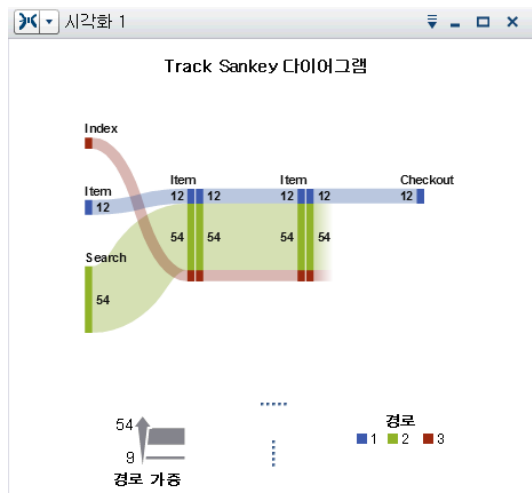 시각화 1
Track Sankey 다이어그램
Index
Item
12
Search
54
Item
12 12
54 54
Item
12 12
54 54
Checkout
12
54
9
경로 가중
경로
1 2 3